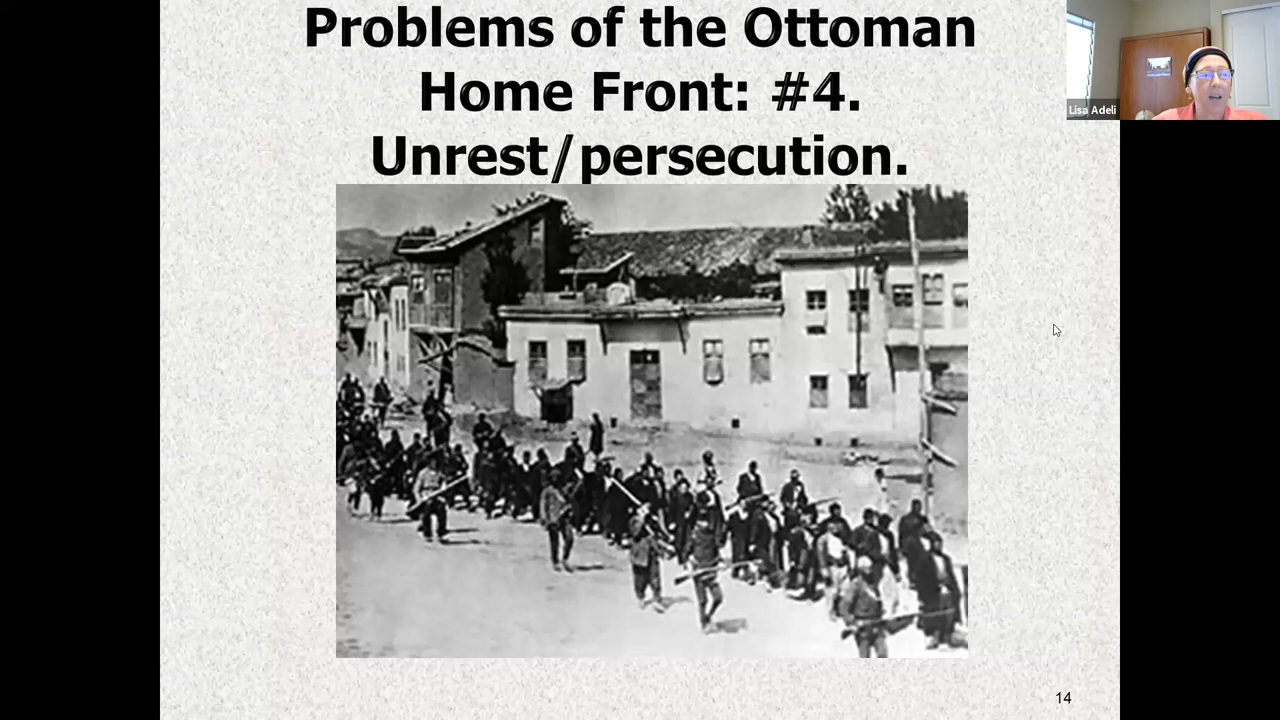 Problems of the Ottoman
Home Front: #4.
Unrest/persecution.
Lisa Adeli
14